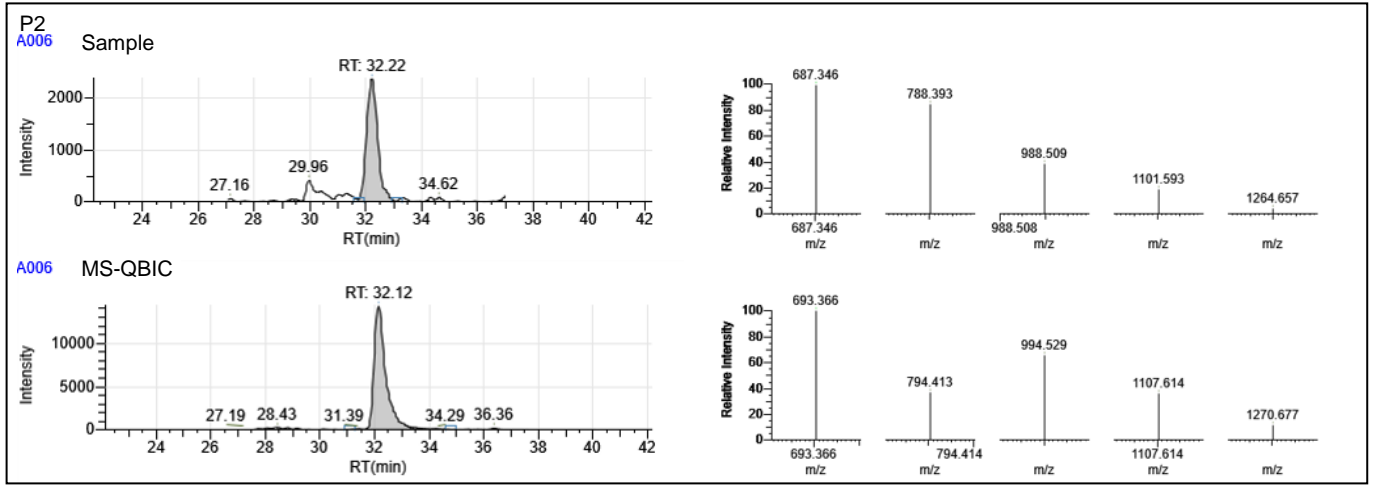 P2
A006 Sample
RT: 32.22
Intensity
2000
1000
0
27.16
29.96
34.62
24 26 28 30 32 34 36 38 40 42
RT(min)
Relative Intensity
100
80
60
40
20
0
687.346
788.393
988.509
1101.593
1264.657
687.346
988.508
m/z m/z m/z m/z m/z
A006 MS-QBIC
RT: 32.12
Intensity
10000
5000
0
27.19 28.43 31.39 34.29 36.36
24 26 28 30 32 34 36 38 40 42
RT(min)
Relative Intensity
100
80
60
40
20
0
693.366
794.413
994.529
1107.614
1270.677
693.366
794.414
1107.614
m/z m/z m/z m/z m/z